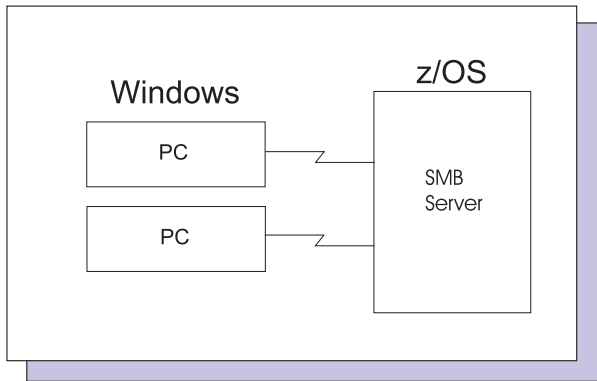 Windows
PC
PC
z/OS
SMB
Server